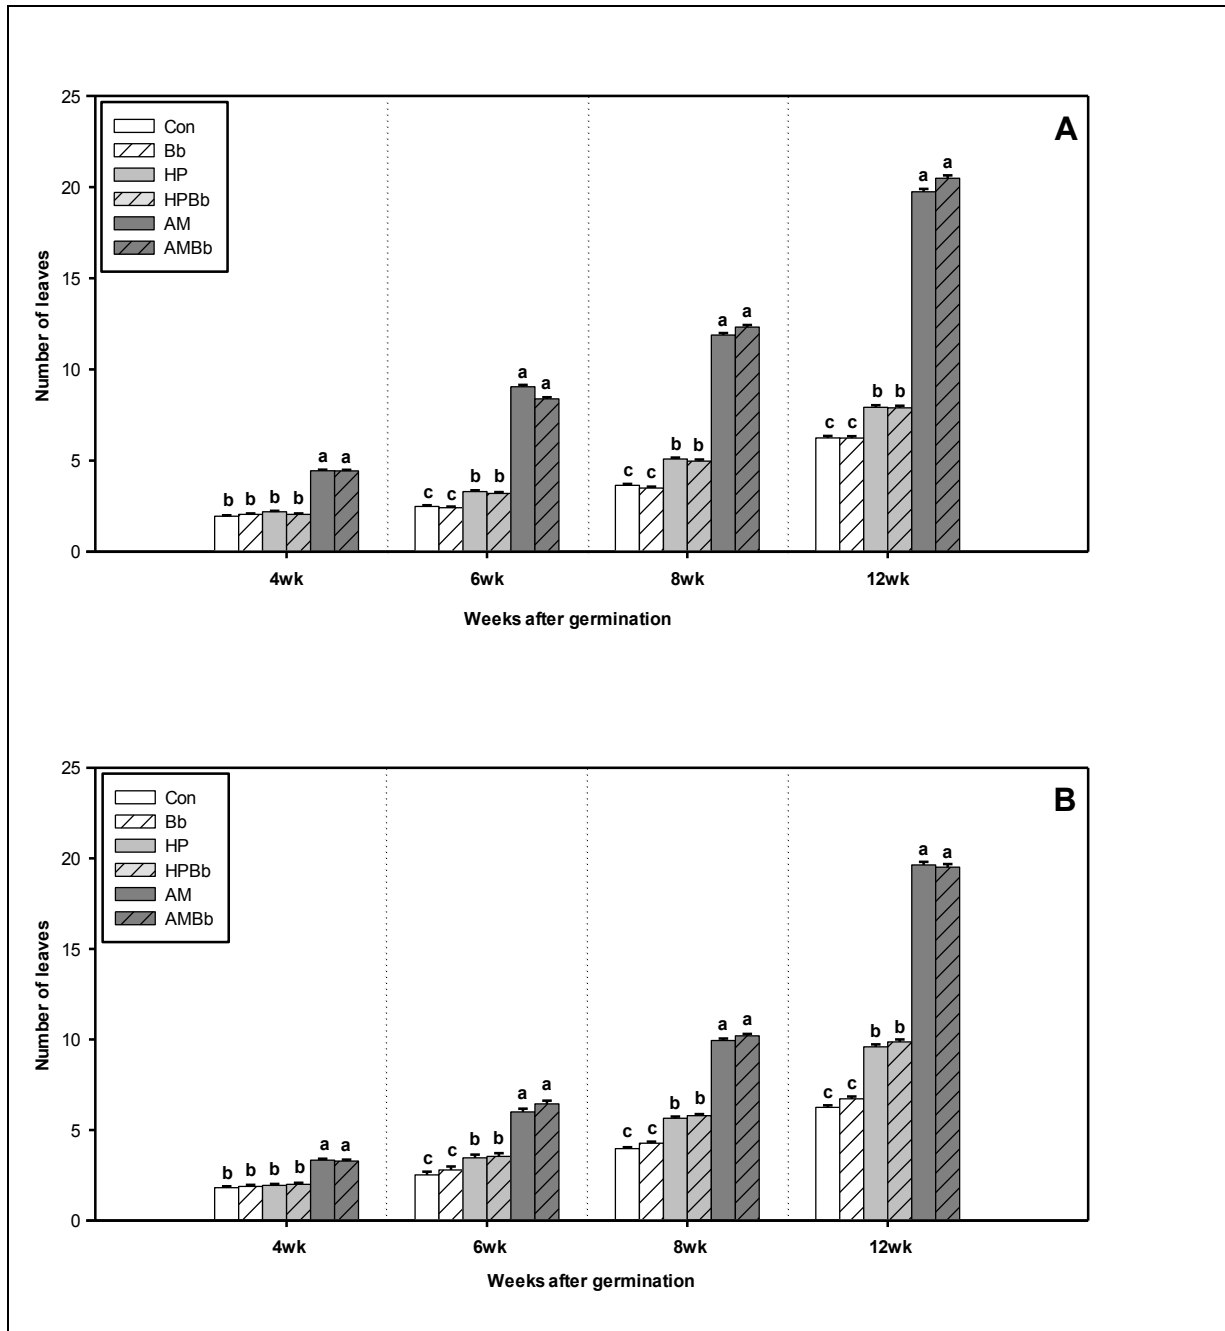 A
Con
Bb
HP
HPBb
AM
AMBb
Number of leaves
25
20
15
10
5
0
b b b b a a
c c b b a a
c c b b a a
c c b b a a
4wk 6wk 8wk 12wk
Weeks after germination
B
Con
Bb
HP
HPBb
AM
AMBb
Number of leaves
25
20
15
10
5
0
b b b b a a
c c b b a a
c c b b a a
c c b b a a
4wk 6wk 8wk 12wk
Weeks after germination